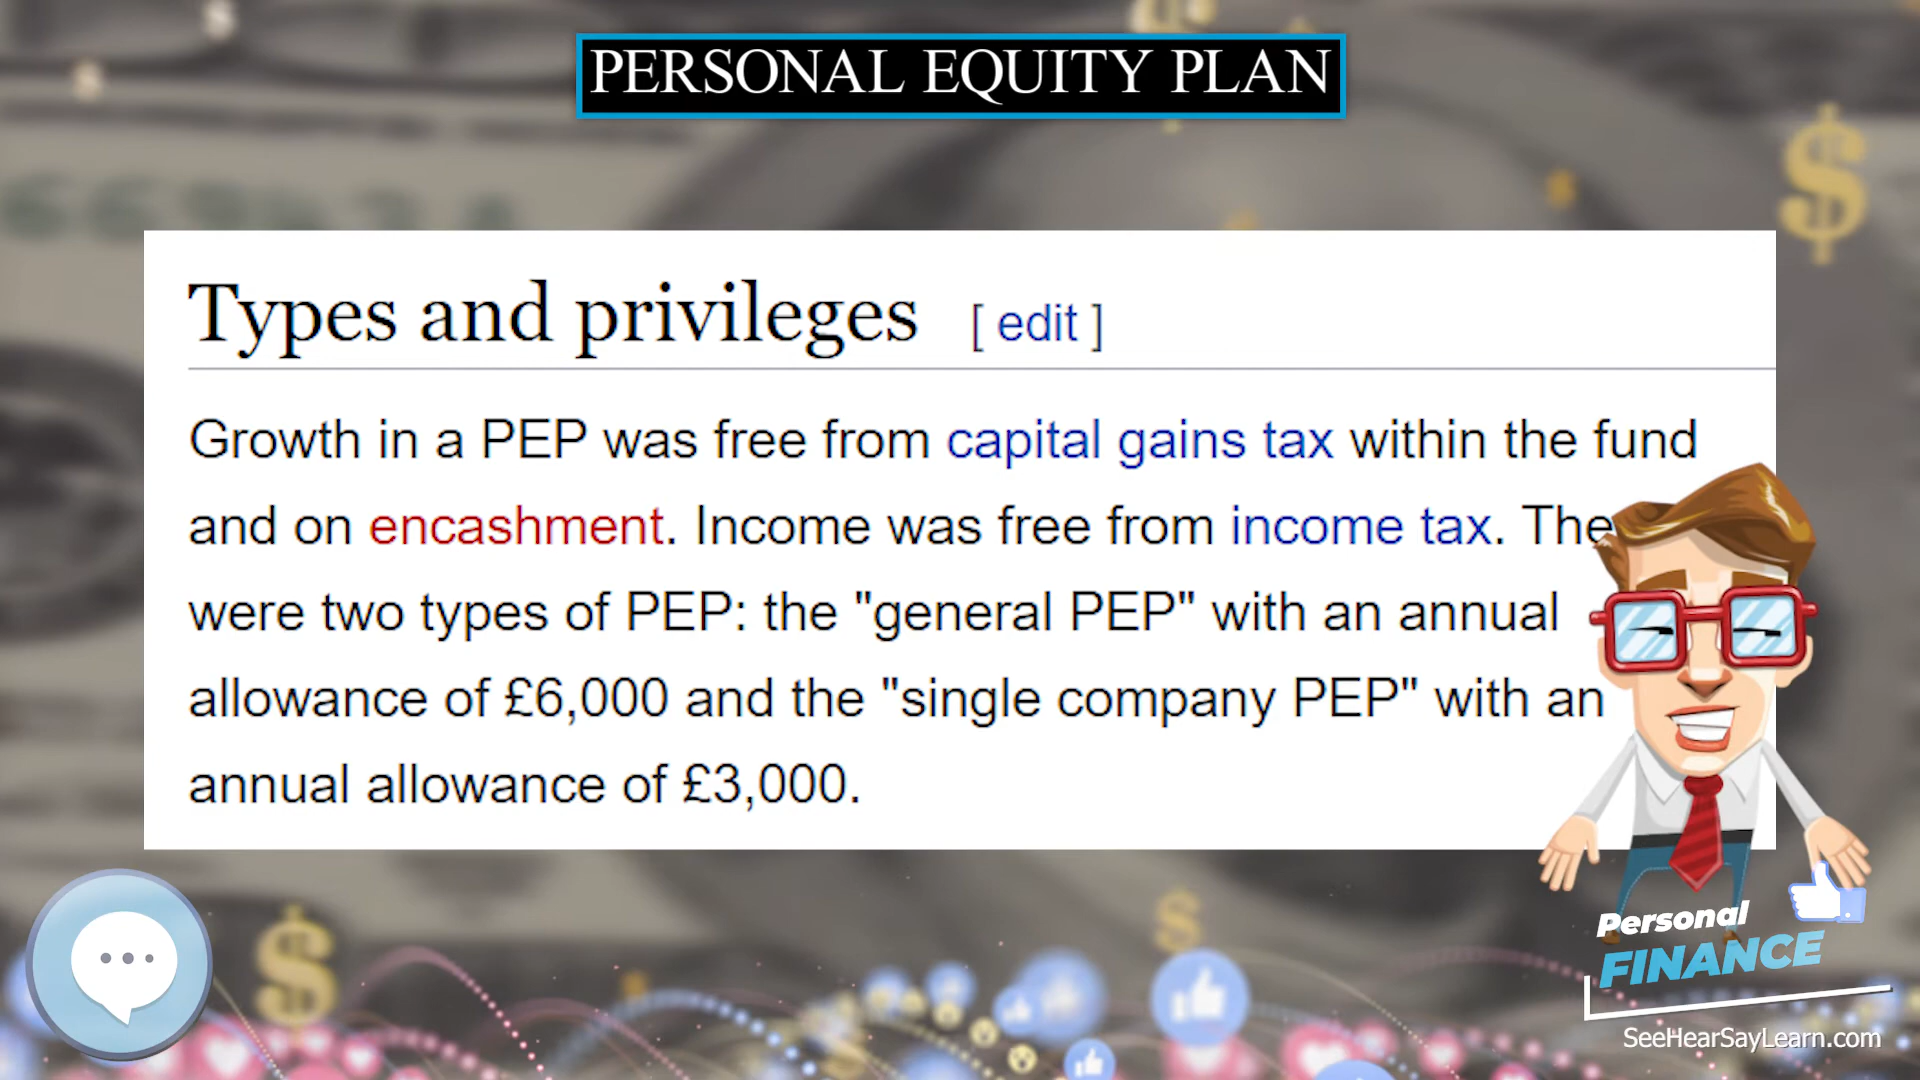 PERSONAL EQUITY PLAN
Types and privileges [ edit ]
Growth in a PEP was free from capital gains tax within the fund
and on encashment. Income was free from income tax. The
were two types of PEP: the "general PEP" with an annual
allowance of £6,000 and the "single company PEP" with an
annual allowance of £3,000.
Personal
FINANCE
SeeHearSayLearn.com